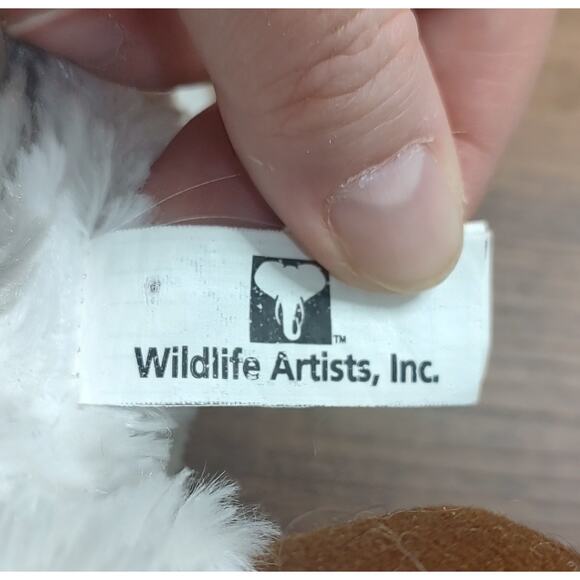 TM
Wildlife Artists, Inc.